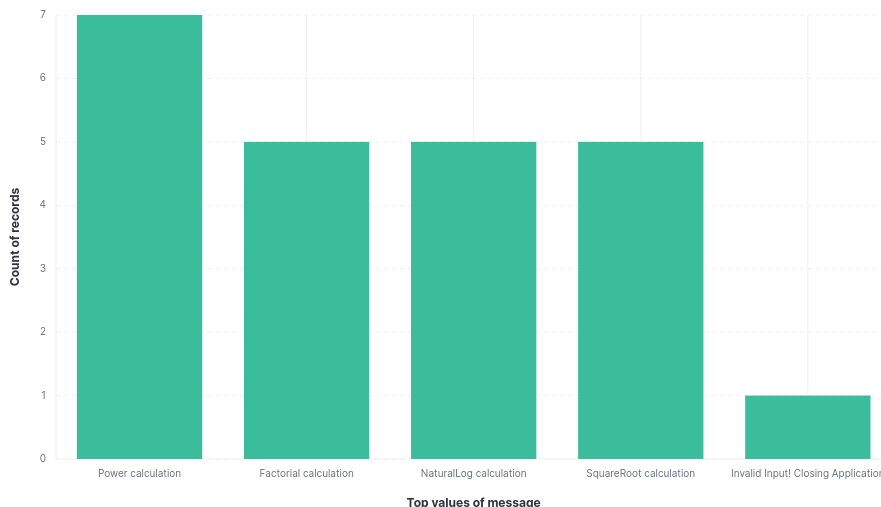 7
6
5
4
3
2
1
0
Count of records
Power calculation
Factorial calculation
NaturalLog calculation
SquareRoot calculation
Invalid Input! Closing Application
Top values of message